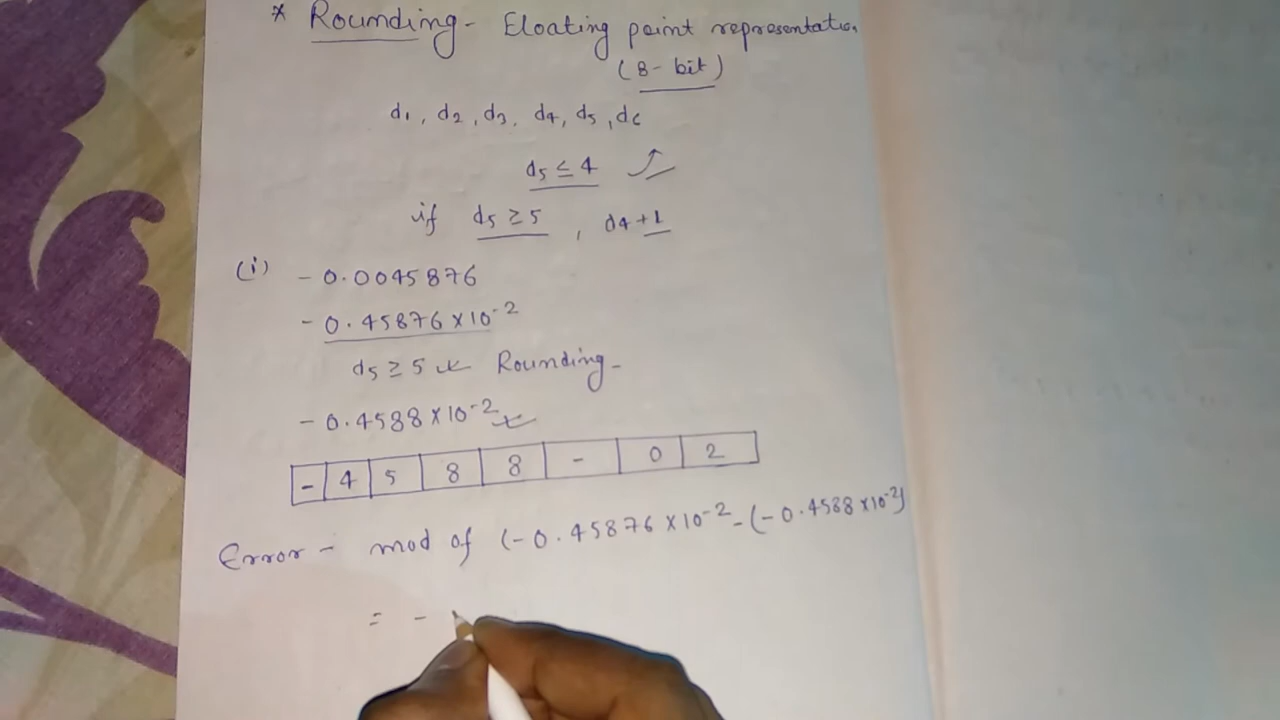 * Rounding - Eloating point representation
(8-bit)
d1, d2, d3, d4, d5, d6
d5 ≤ 4
if d5 ≥ 5, d4+1
(i) - 0.0045876
- 0.45876 x 10-2
d5 ≥ 5 Rounding -
- 0.4588 x 10-2
- 4 5 8 8 - 0 2
Error - mod of (-0.45876 x 10-2 - (-0.4588 x 10-2)
= -